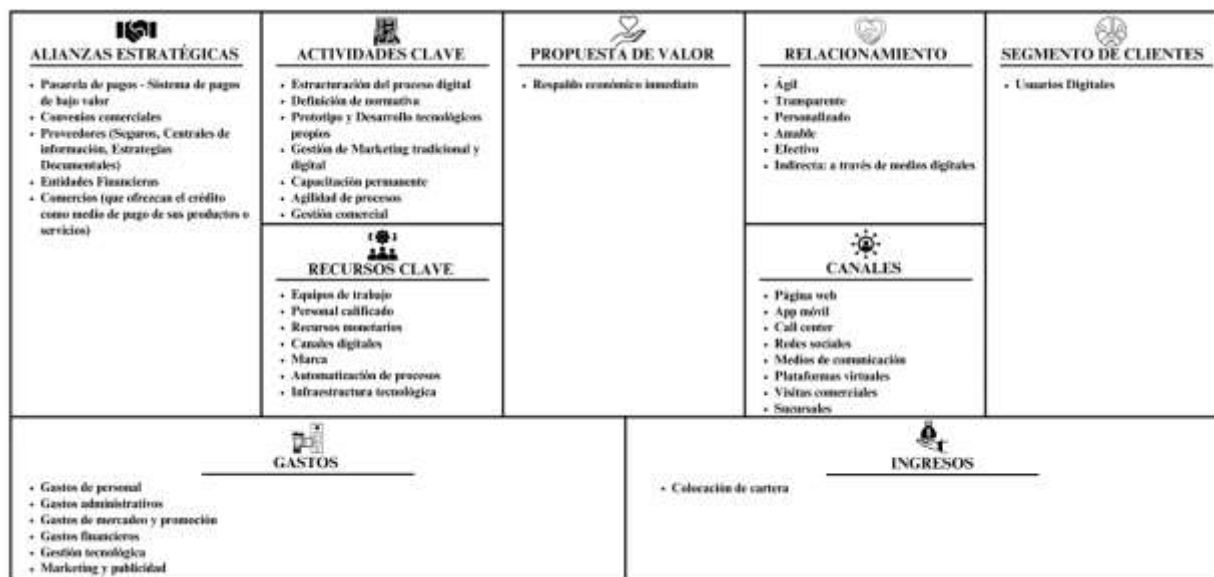 ALIANZAS ESTRATÉGICAS
• Pasarela de pagos - Sistema de pagos
de bajo valor
• Convenios comerciales
• Proveedores (Seguros, Centrales de
información, Estrategias
Documentales)
• Entidades Financieras
• Comercios (que ofrezcan el crédito
como medio de pago de sus productos o
servicios)
ACTIVIDADES CLAVE
• Estructuración del proceso digital
• Definición de normativa
• Prototipo y Desarrollo tecnológicos
propios
• Gestión de Marketing tradicional y
digital
• Capacitación permanente
• Agilidad de procesos
• Gestión comercial
RECURSOS CLAVE
• Equipos de trabajo
• Personal calificado
• Recursos monetarios
• Canales digitales
• Marca
• Automatización de procesos
• Infraestructura tecnológica
PROPUESTA DE VALOR
• Respaldo económico inmediato
RELACIONAMIENTO
• Ágil
• Transparente
• Personalizado
• Amable
• Efectivo
• Indirecta: a través de medios digitales
CANALES
• Página web
• App móvil
• Call center
• Redes sociales
• Medios de comunicación
• Plataformas virtuales
• Visitas comerciales
• Sucursales
SEGMENTO DE CLIENTES
• Usuarios Digitales
GASTOS
• Gastos de personal
• Gastos administrativos
• Gastos de mercadeo y promoción
• Gastos financieros
• Gestión tecnológica
• Marketing y publicidad
INGRESOS
• Colocación de cartera